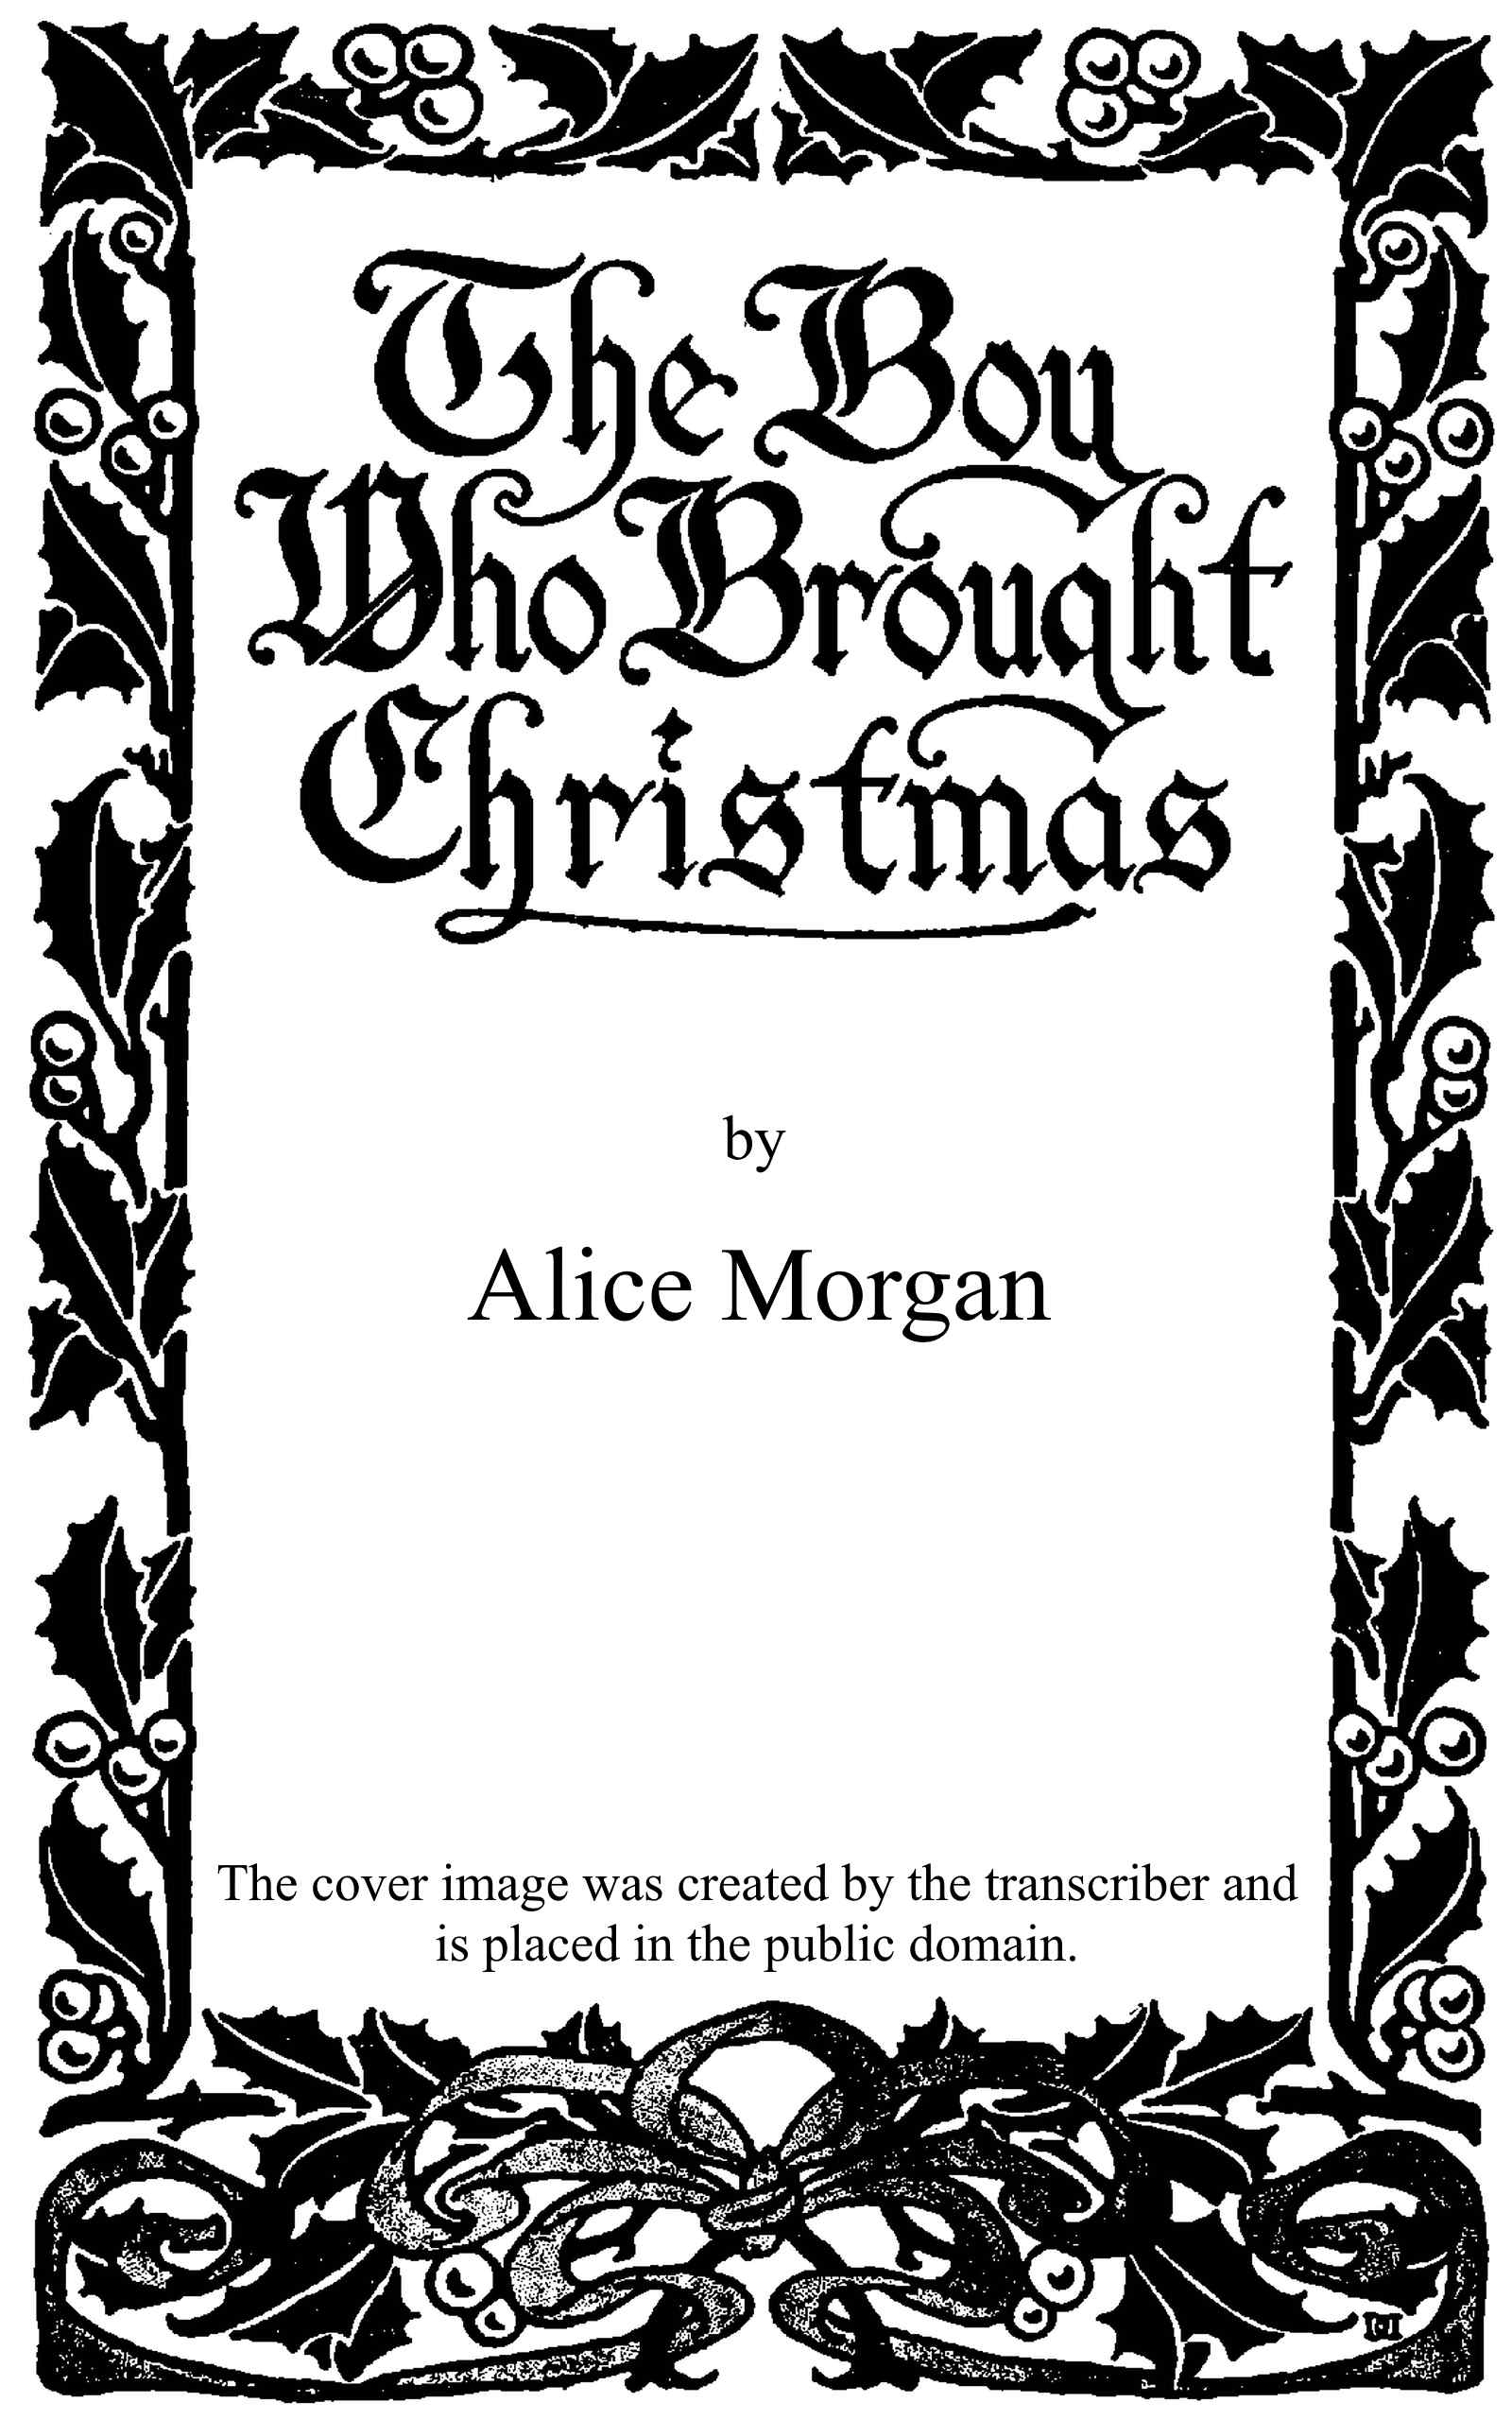 The Boy
Who Brought
Christmas
by
Alice Morgan
The cover image was created by the transcriber and
is placed in the public domain.